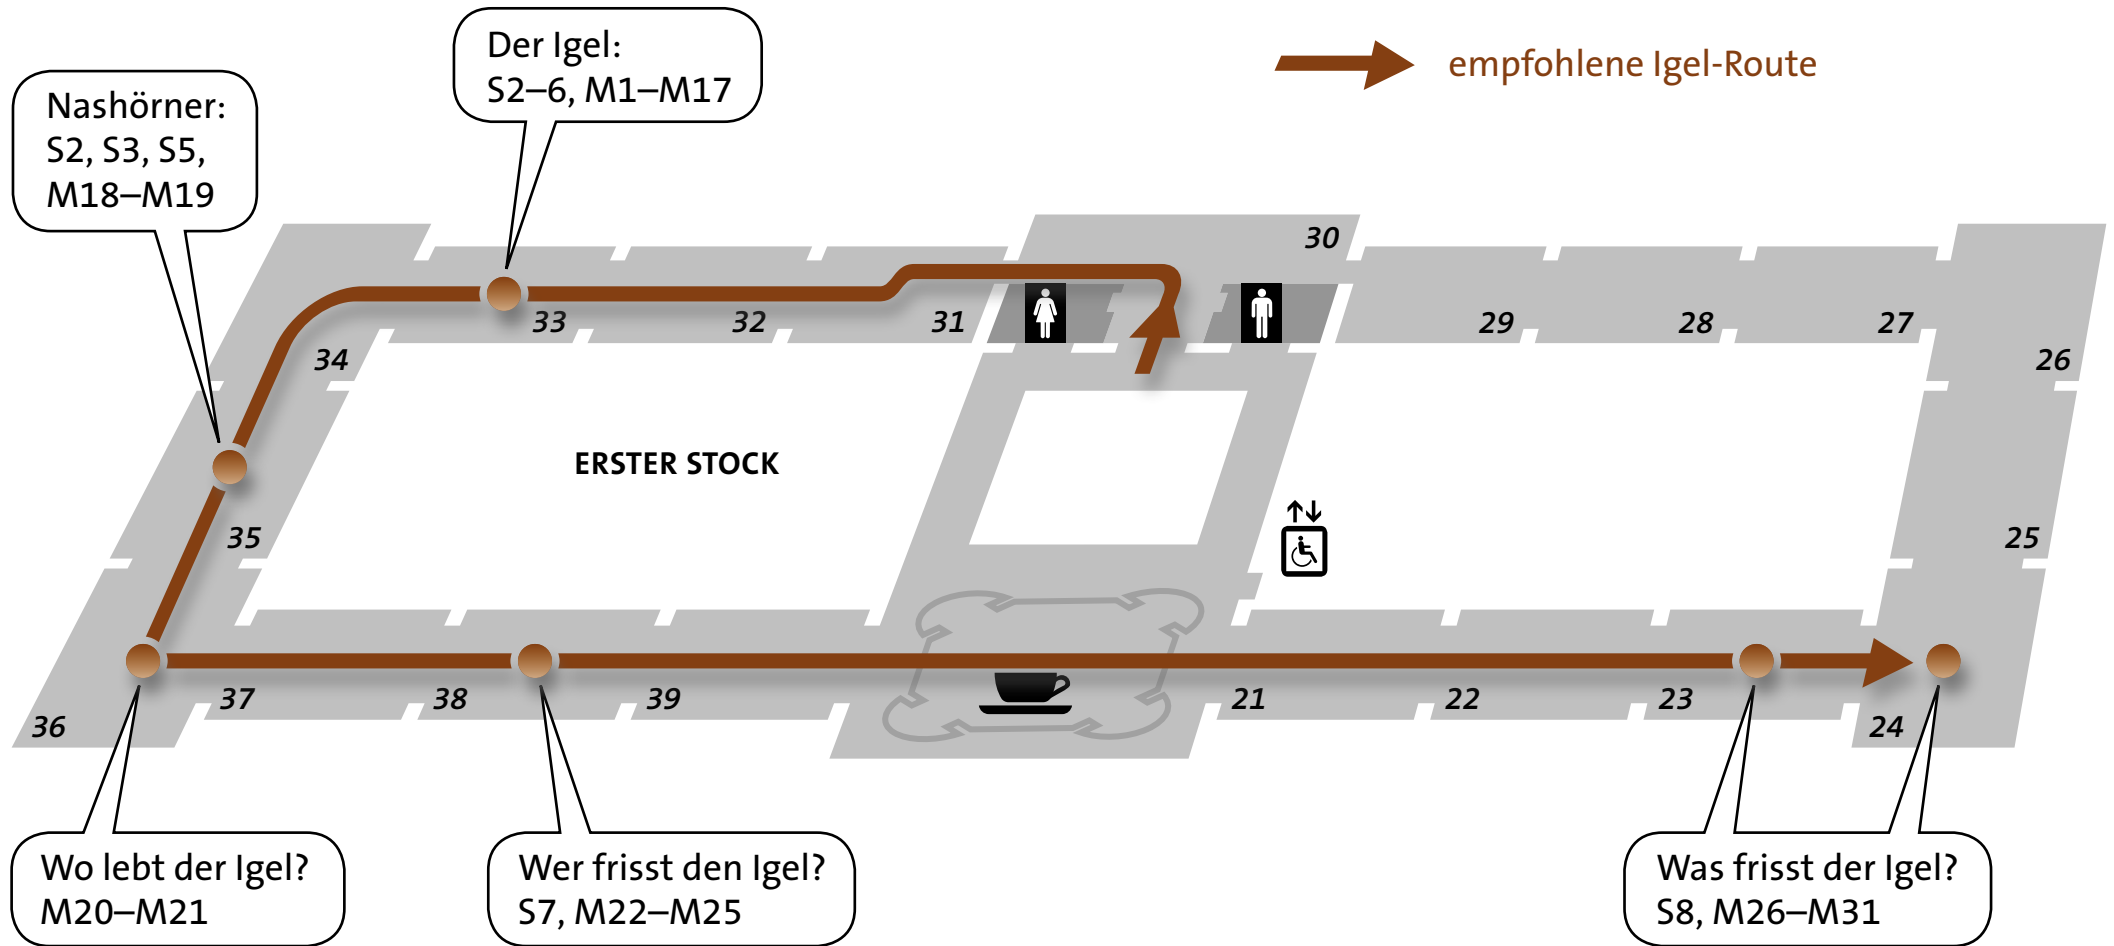 Der Igel:
S2–6, M1–M17
empfohlene Igel-Route
Nashörner:
S2, S3, S5,
M18–M19
30
33
32
31
29
28
27
34
26
ERSTER STOCK
35
25
37
38
39
21
22
23
36
24
Wo lebt der Igel?
M20–M21
Wer frisst den Igel?
S7, M22–M25
Was frisst der Igel?
S8, M26–M31